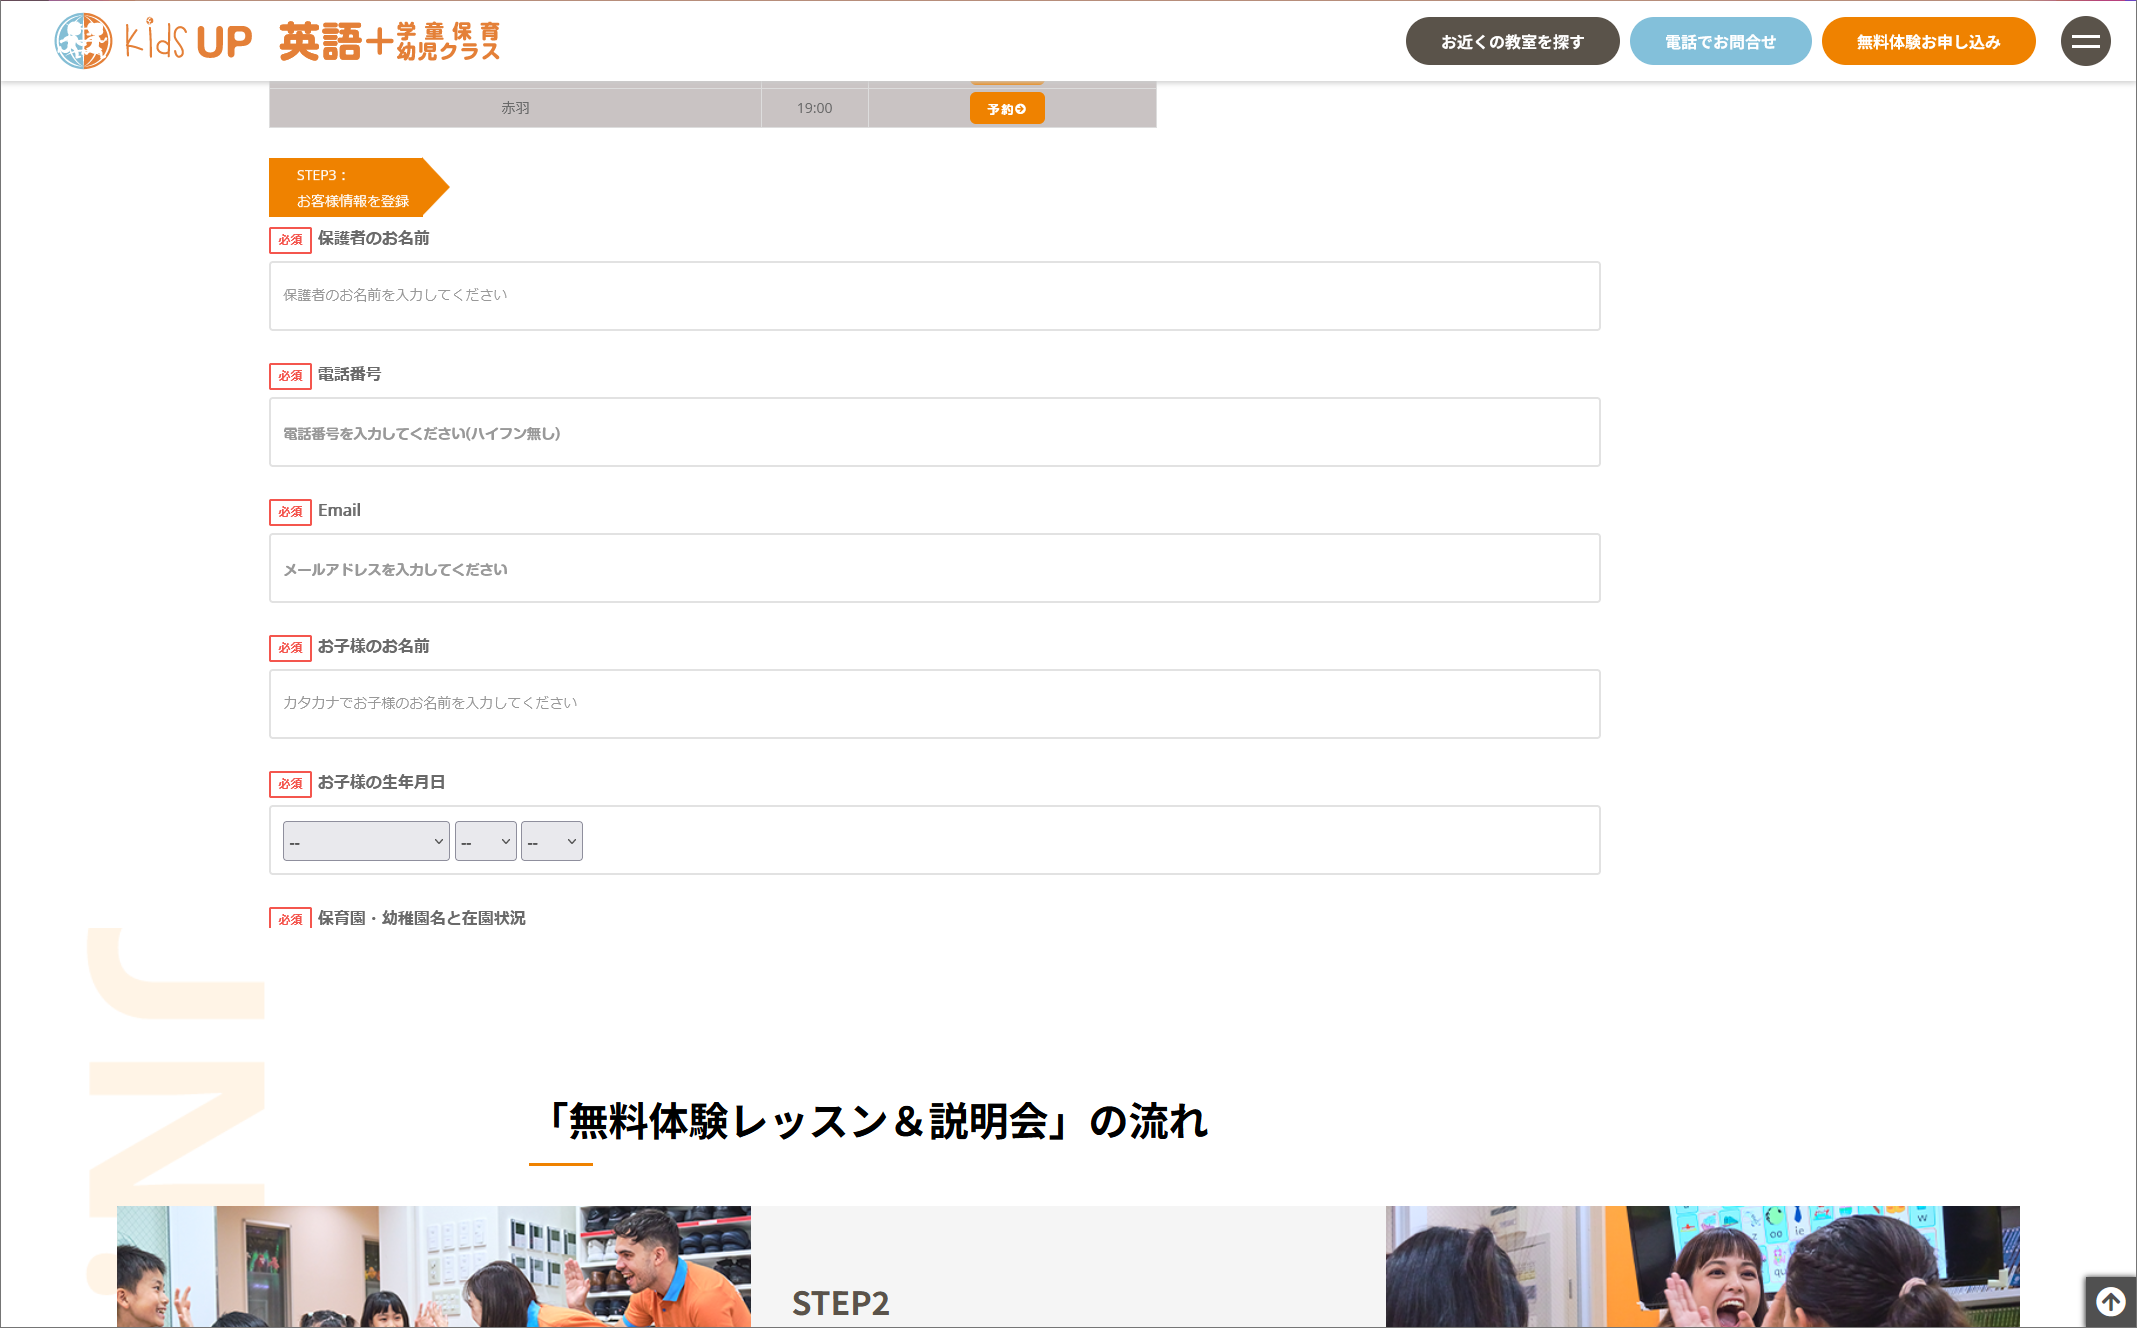 kids UP 英語+学童保育 幼児クラス
お近くの教室を探す
電話でお問合せ
無料体験お申し込み
赤羽 19:00 予約
STEP3：
お客様情報を登録
必須 保護者のお名前
保護者のお名前を入力してください
必須 電話番号
電話番号を入力してください(ハイフン無し)
必須 Email
メールアドレスを入力してください
必須 お子様のお名前
カタカナでお子様のお名前を入力してください
必須 お子様の生年月日
-- -- --
必須 保育園・幼稚園名と在園状況
「無料体験レッスン＆説明会」の流れ
STEP2